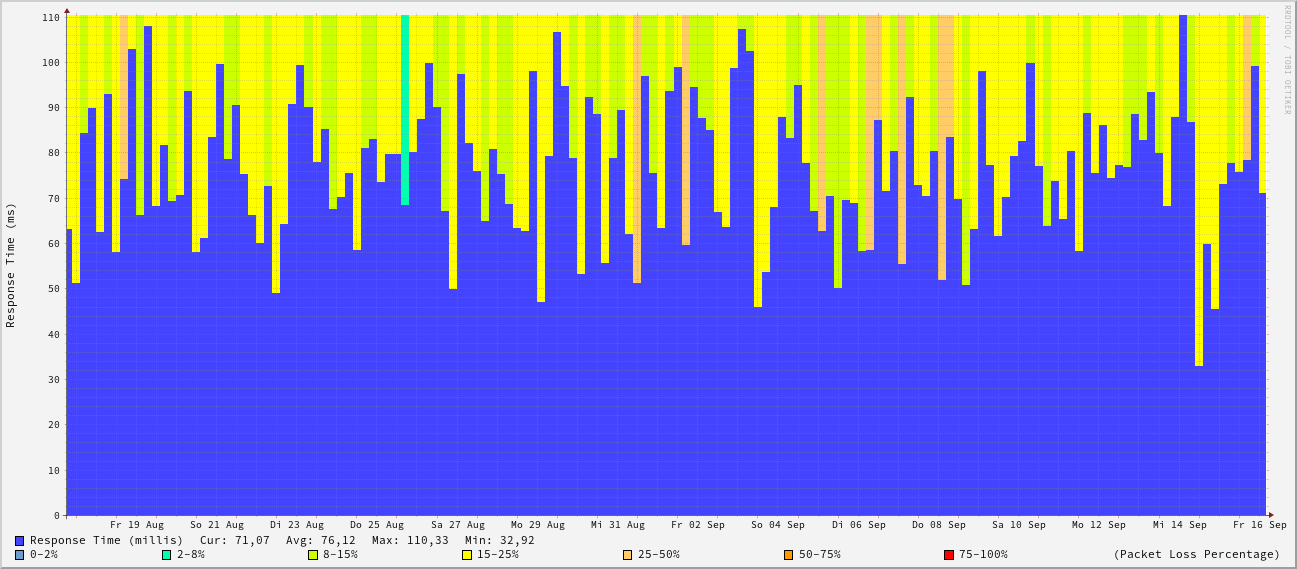 110
100
90
80
70
60
50
40
30
20
10
0
Response Time (ms)
RRDTOOL / TOBI OETIKER
Fr 19 Aug So 21 Aug Di 23 Aug Do 25 Aug Sa 27 Aug Mo 29 Aug Mi 31 Aug Fr 02 Sep So 04 Sep Di 06 Sep Do 08 Sep Sa 10 Sep Mo 12 Sep Mi 14 Sep Fr 16 Sep
Response Time (millis) Cur: 71,07 Avg: 76,12 Max: 110,33 Min: 32,92
0-2% 2-8% 8-15% 15-25% 25-50% 50-75% 75-100% (Packet Loss Percentage)